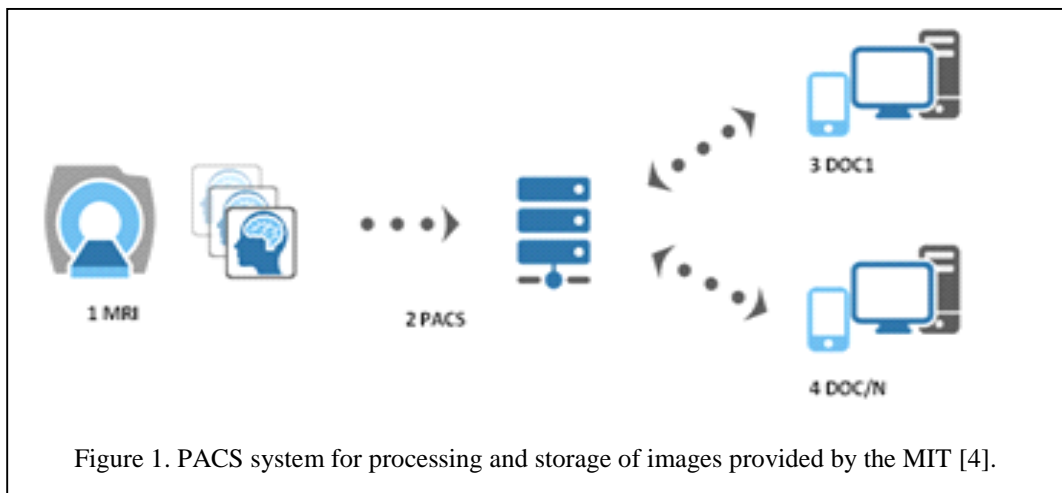 1 MRI
2 PACS
3 DOC1
4 DOC/N
Figure 1. PACS system for processing and storage of images provided by the MIT [4].